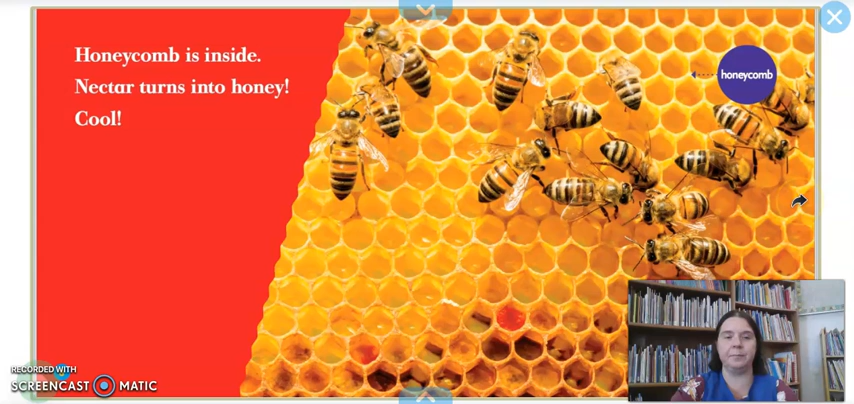 Honeycomb is inside.
Nectar turns into honey!
Cool!
honeycomb
RECORDED WITH
SCREENCAST MATIC